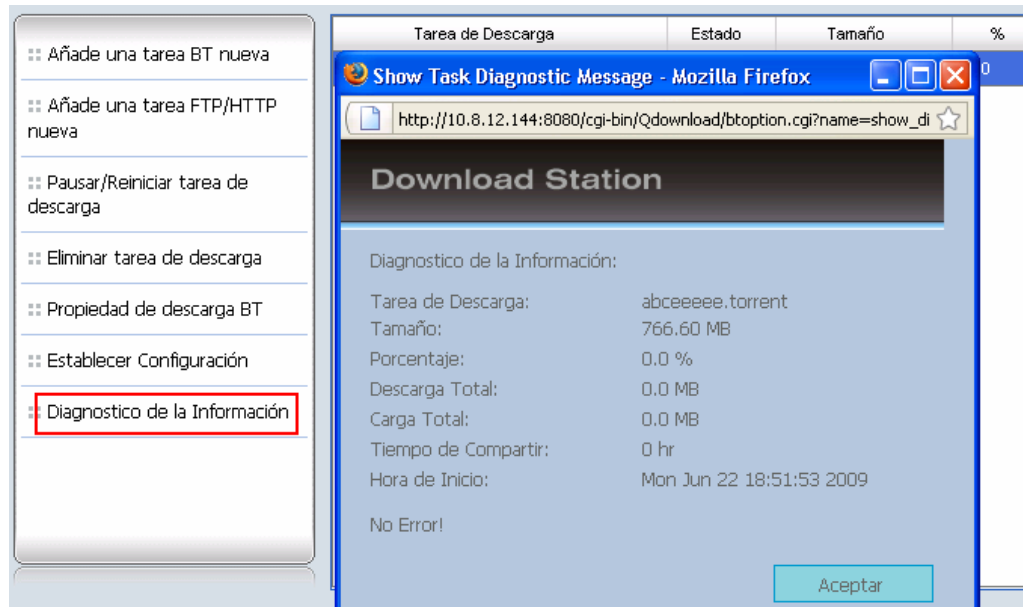 Añade una tarea BT nueva
Añade una tarea FTP/HTTP
nueva
Pausar/Reiniciar tarea de
descarga
Eliminar tarea de descarga
Propiedad de descarga BT
Establecer Configuración
Diagnostico de la Información
Tarea de Descarga Estado Tamaño %
0
Show Task Diagnostic Message - Mozilla Firefox
http://10.8.12.144:8080/cgi-bin/Qdownload/btoption.cgi?name=show_di
Download Station
Diagnostico de la Información:
Tarea de Descarga: abceeeee.torrent
Tamaño: 766.60 MB
Porcentaje: 0.0 %
Descarga Total: 0.0 MB
Carga Total: 0.0 MB
Tiempo de Compartir: 0 hr
Hora de Inicio: Mon Jun 22 18:51:53 2009
No Error!
Aceptar